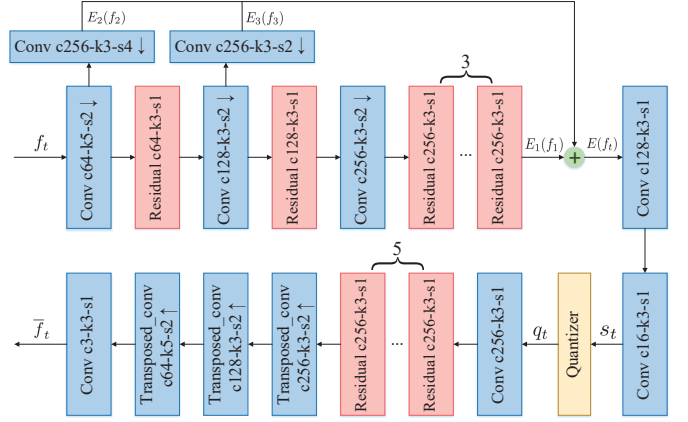 E₂(f₂)
E₃(f₃)
Conv c256-k3-s4 ↓
Conv c256-k3-s2 ↓
3
f_t
Conv c64-k5-s2 ↓
Residual c64-k3-s1
Conv c128-k3-s2 ↓
Residual c128-k3-s1
Conv c256-k3-s2 ↓
Residual c256-k3-s1
...
Residual c256-k3-s1
E₁(f₁)
+
E(f_t)
Conv c128-k3-s1
5
f̅_t
Conv c3-k3-s1
Transposed_conv
c64-k5-s2 ↑
Transposed_conv
c128-k3-s2 ↑
Transposed_conv
c256-k3-s2 ↑
Residual c256-k3-s1
...
Residual c256-k3-s1
Conv c256-k3-s1
q_t
Quantizer
s_t
Conv c16-k3-s1